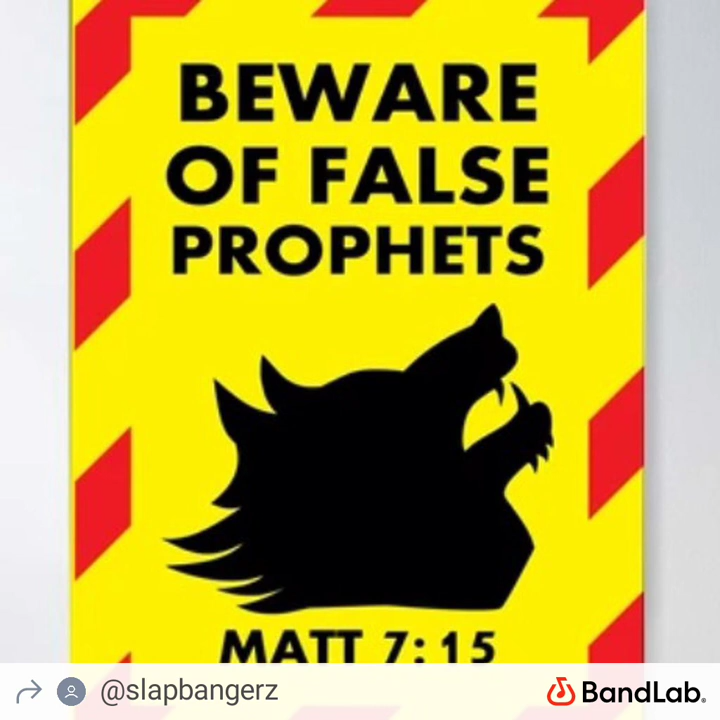 BEWARE
OF FALSE
PROPHETS
MATT 7:15
@slapbangerz
BandLab®